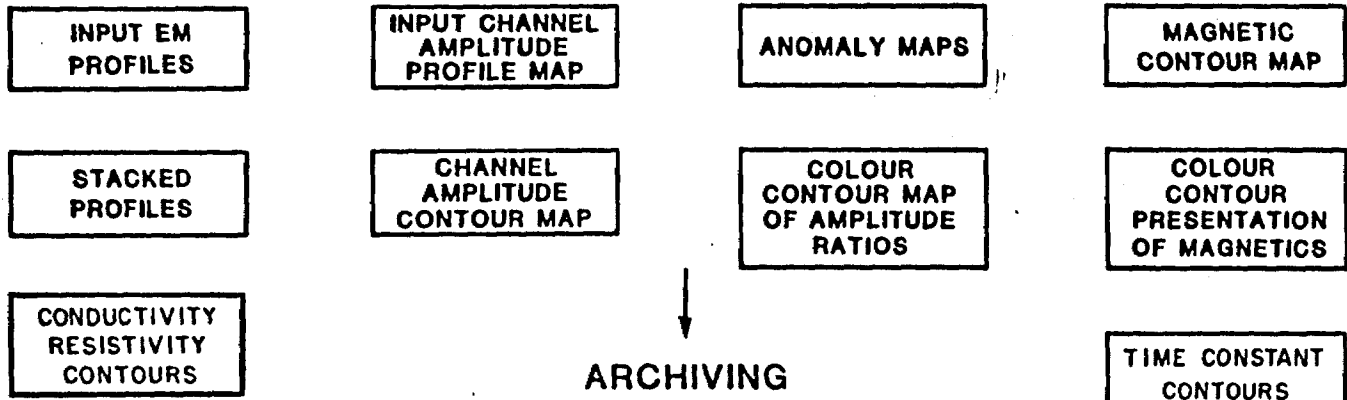 INPUT EM
PROFILES
INPUT CHANNEL
AMPLITUDE
PROFILE MAP
ANOMALY MAPS
MAGNETIC
CONTOUR MAP
STACKED
PROFILES
CHANNEL
AMPLITUDE
CONTOUR MAP
COLOUR
CONTOUR MAP
OF AMPLITUDE
RATIOS
COLOUR
CONTOUR
PRESENTATION
OF MAGNETICS
CONDUCTIVITY
RESISTIVITY
CONTOURS
ARCHIVING
TIME CONSTANT
CONTOURS